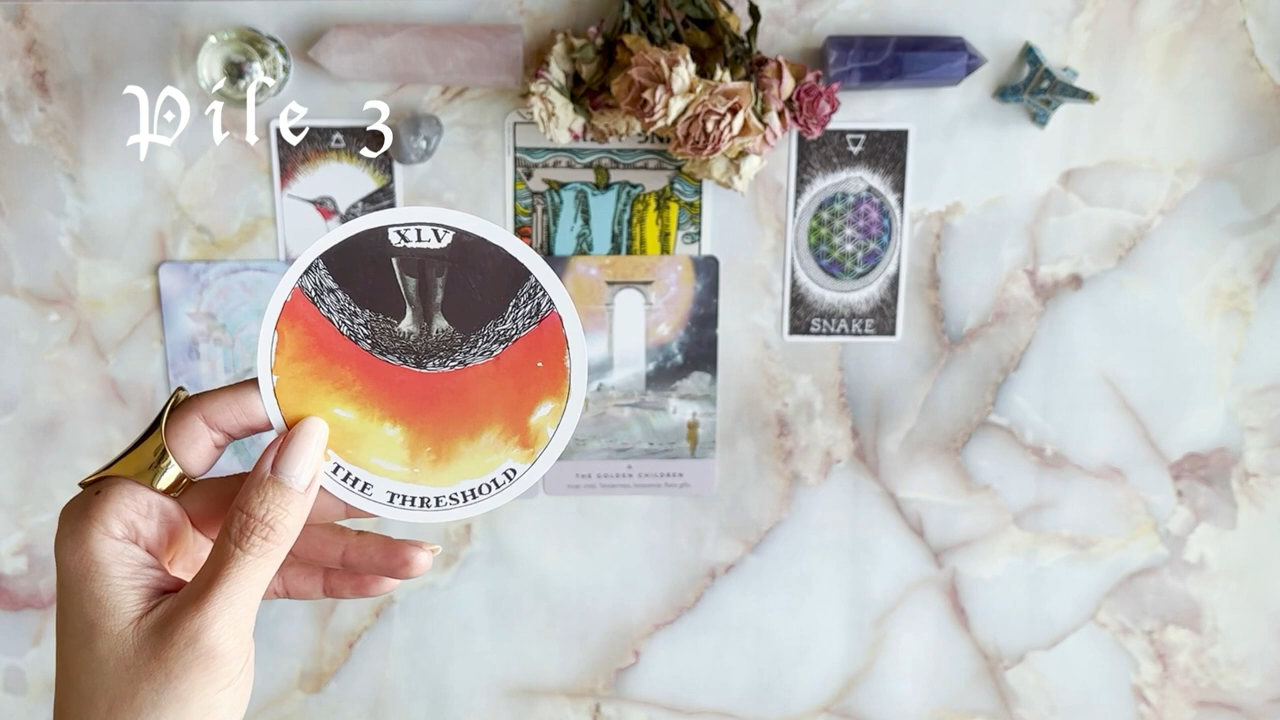 Pile 3
XLV
THE THRESHOLD
SNAKE
THE GOLDEN CHILDREN